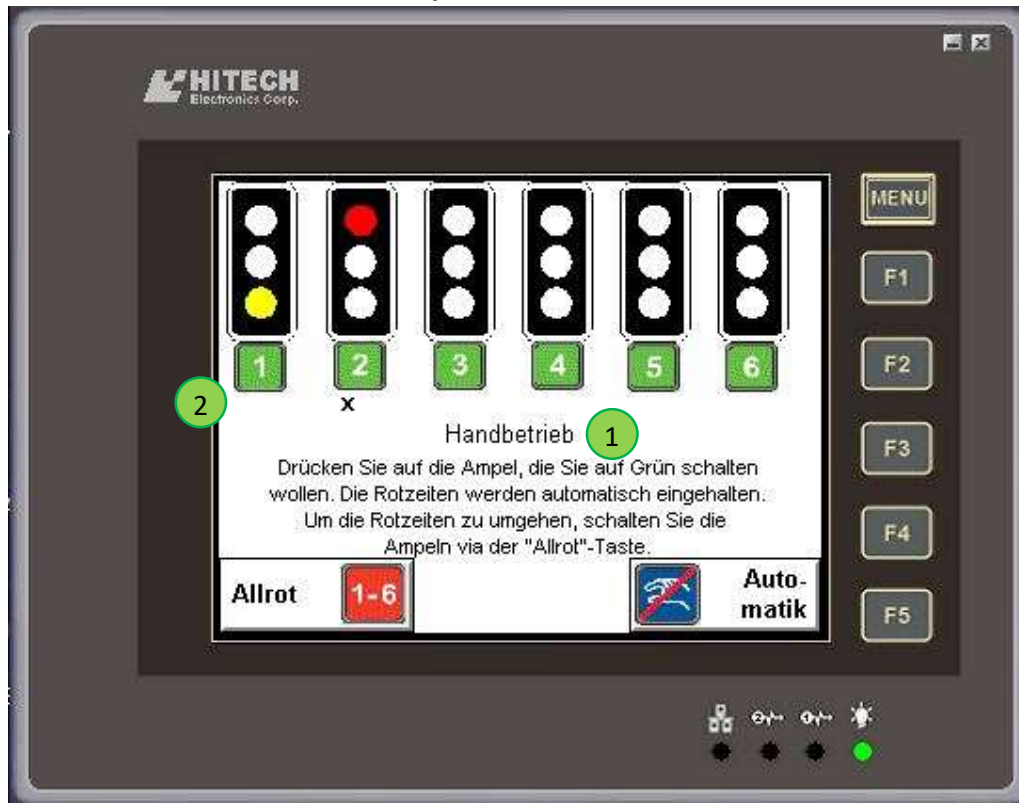 HITECH
Electronics Corp.
MENU
F1
F2
F3
F4
F5
1 2 3 4 5 6
2
x
Handbetrieb 1
Drücken Sie auf die Ampel, die Sie auf Grün schalten
wollen. Die Rotzeiten werden automatisch eingehalten.
Um die Rotzeiten zu umgehen, schalten Sie die
Ampeln via der "Allrot"-Taste.
Allrot 1-6
Auto-
matik
2 1